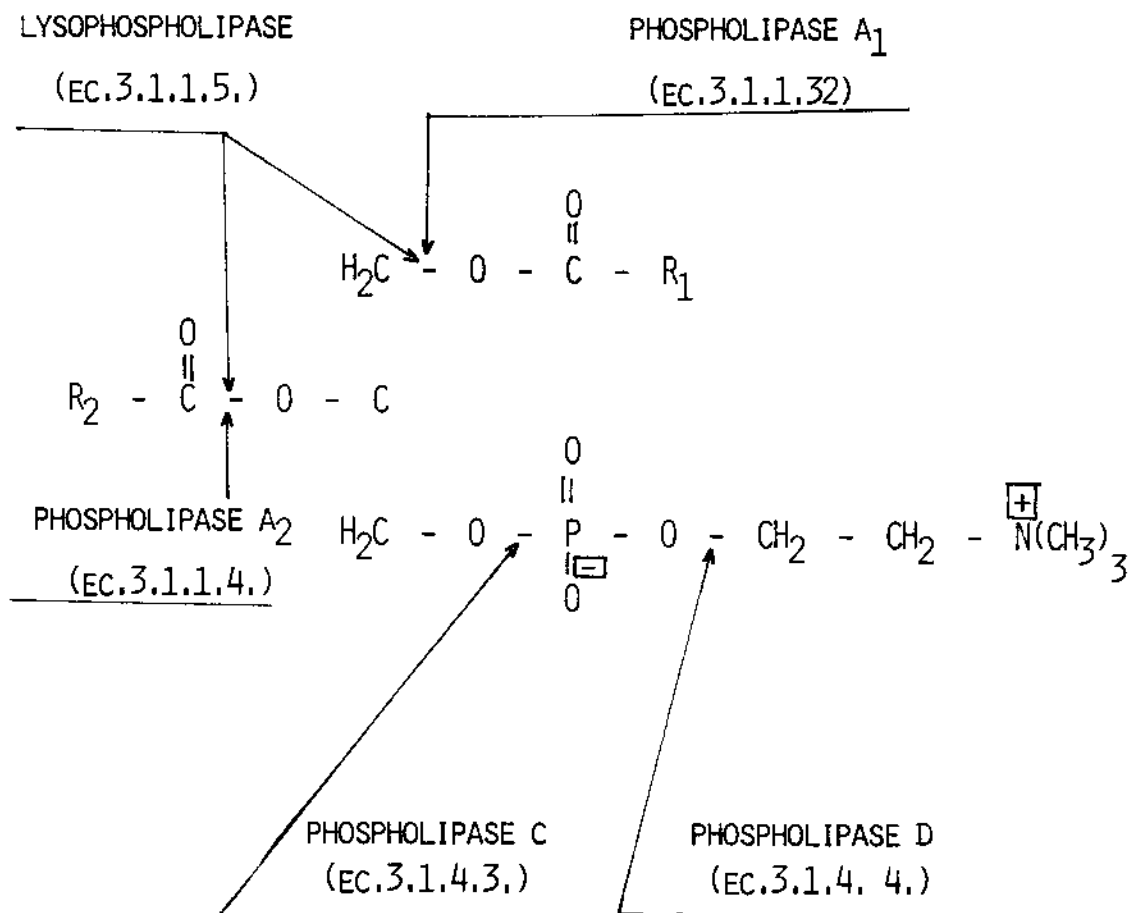 LYSOPHOSPHOLIPASE
(EC.3.1.1.5.)
PHOSPHOLIPASE A1
(EC.3.1.1.32)
O
H2C - O - C - R1
O
R2 - C - O - C
O
PHOSPHOLIPASE A2
(EC.3.1.1.4.)
H2C - O - P - O - CH2 - CH2 - N(CH3)3
+
-
O
PHOSPHOLIPASE C
(EC.3.1.4.3.)
PHOSPHOLIPASE D
(EC.3.1.4. 4.)